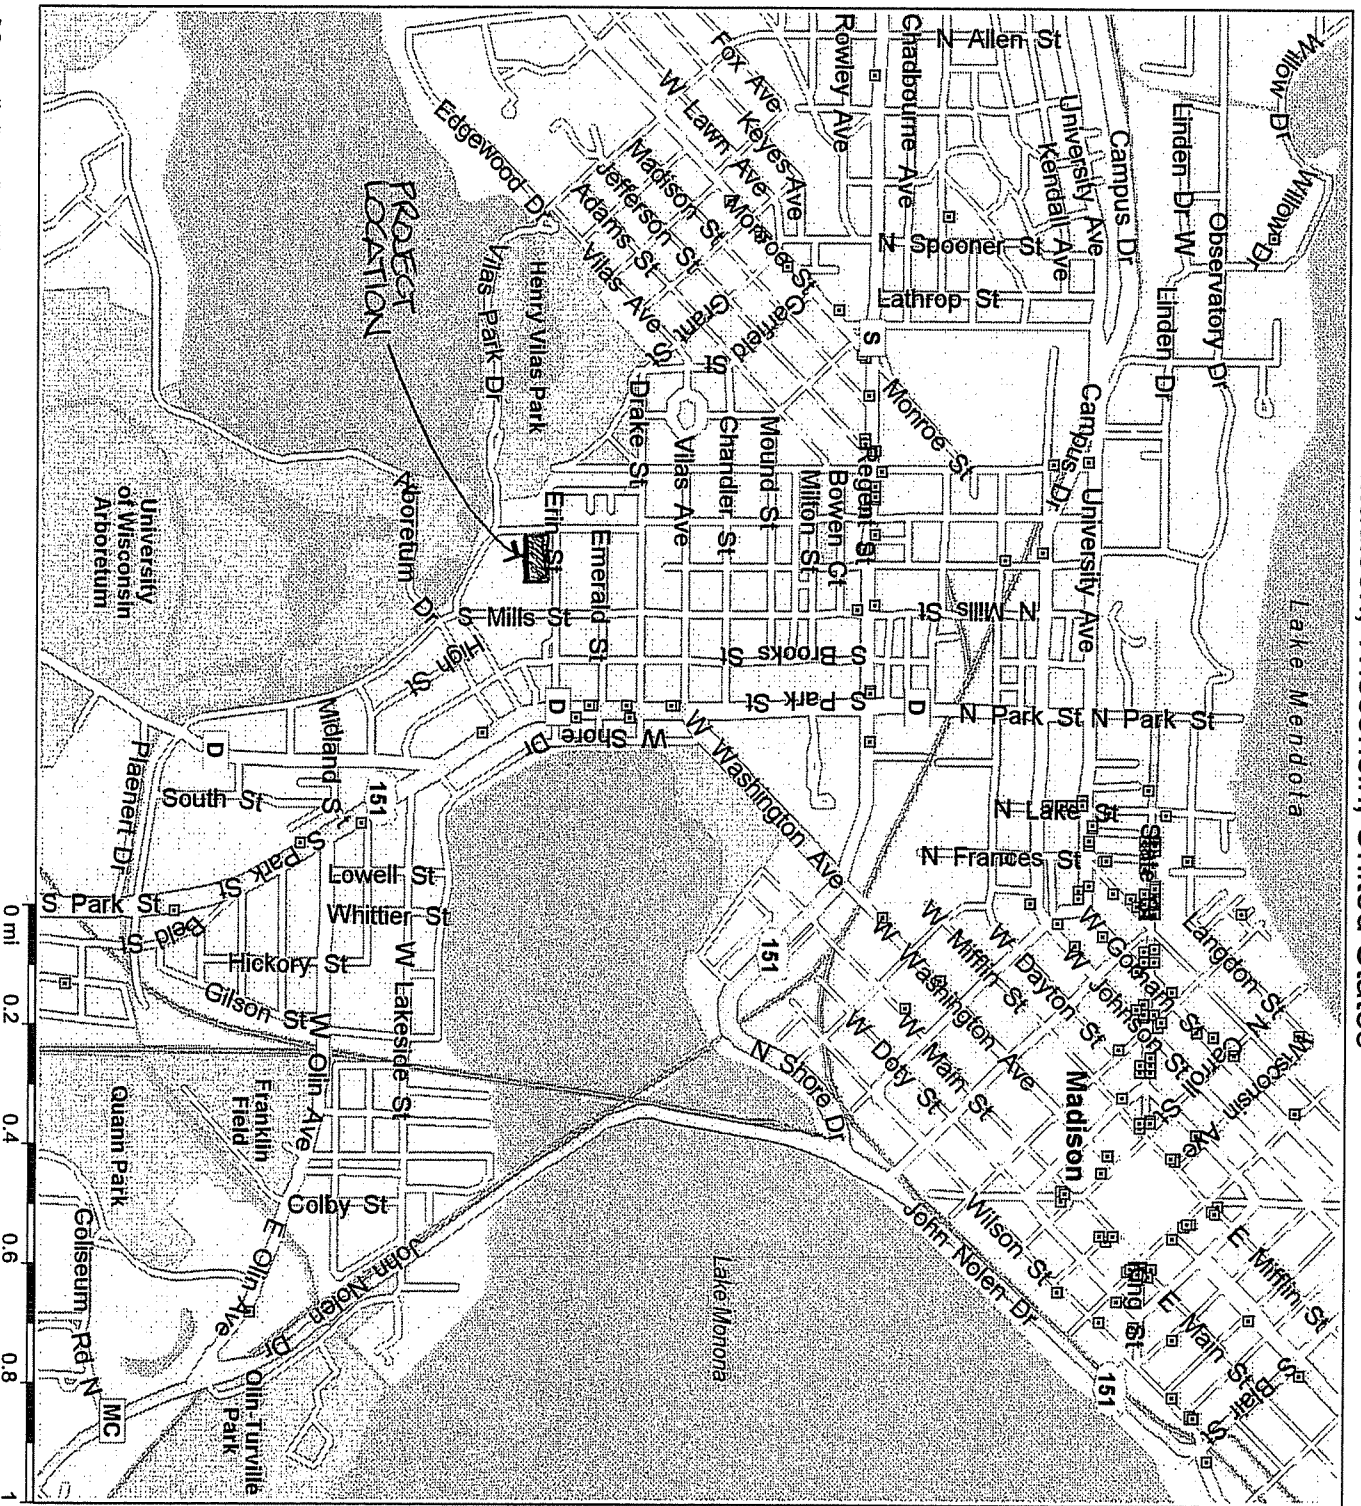 United States
Lake Mendota
Willow Dr
Willow Dr
Linden Dr W
Observatory Dr
Linden Dr
Campus Dr
University Ave
Kendall Ave
N Allen St
Chadbourne Ave
Rowley Ave
N Spooner St
Lathrop St
Fox Ave
Keyes Ave
W Lawn Ave
Monroe St
Madison St
Jefferson St
Adams St
Vilas Ave
Edgewood Dr
Grant St
Garfield St
S
Monroe St
Campus Dr
University Ave
Regent St
Bowen Ct
Milton St
Mound St
Chandler St
Vilas Ave
Drake St
Henry Vilas Park
Vilas Park Dr
PROJECT
LOCATION
Erin St
Emerald St
University
of Wisconsin
Arboretum
Arboretum Dr
S Mills St
N Mills St
S Brooks St
S Park St
D
N Park St
N Park St
High St
D
W Shore Dr
W Washington Ave
Midland St
D
151
South St
Plaenert Dr
S Park St
S Park St
Beld St
Lowell St
Whittier St
Hickory St
Gilson St
W Lakeside St
W Olin Ave
N Lake St
State
N Frances St
Langdon St
W Gorham St
W Johnson St
W Dayton St
W Mifflin St
W Washington Ave
W Main St
W Doty St
N Carroll St
Wisconsin Ave
151
N Shore Dr
Madison
Franklin
Field
Quann Park
Colby St
E Olin Ave
Coliseum Rd
N
MC
John Nolen Dr
Olin-Turville
Park
Lake Monona
John Nolen Dr
Wilson St
King St
E Main St
E Mifflin St
S Blair St
151
0 mi 0.2 0.4 0.6 0.8 1